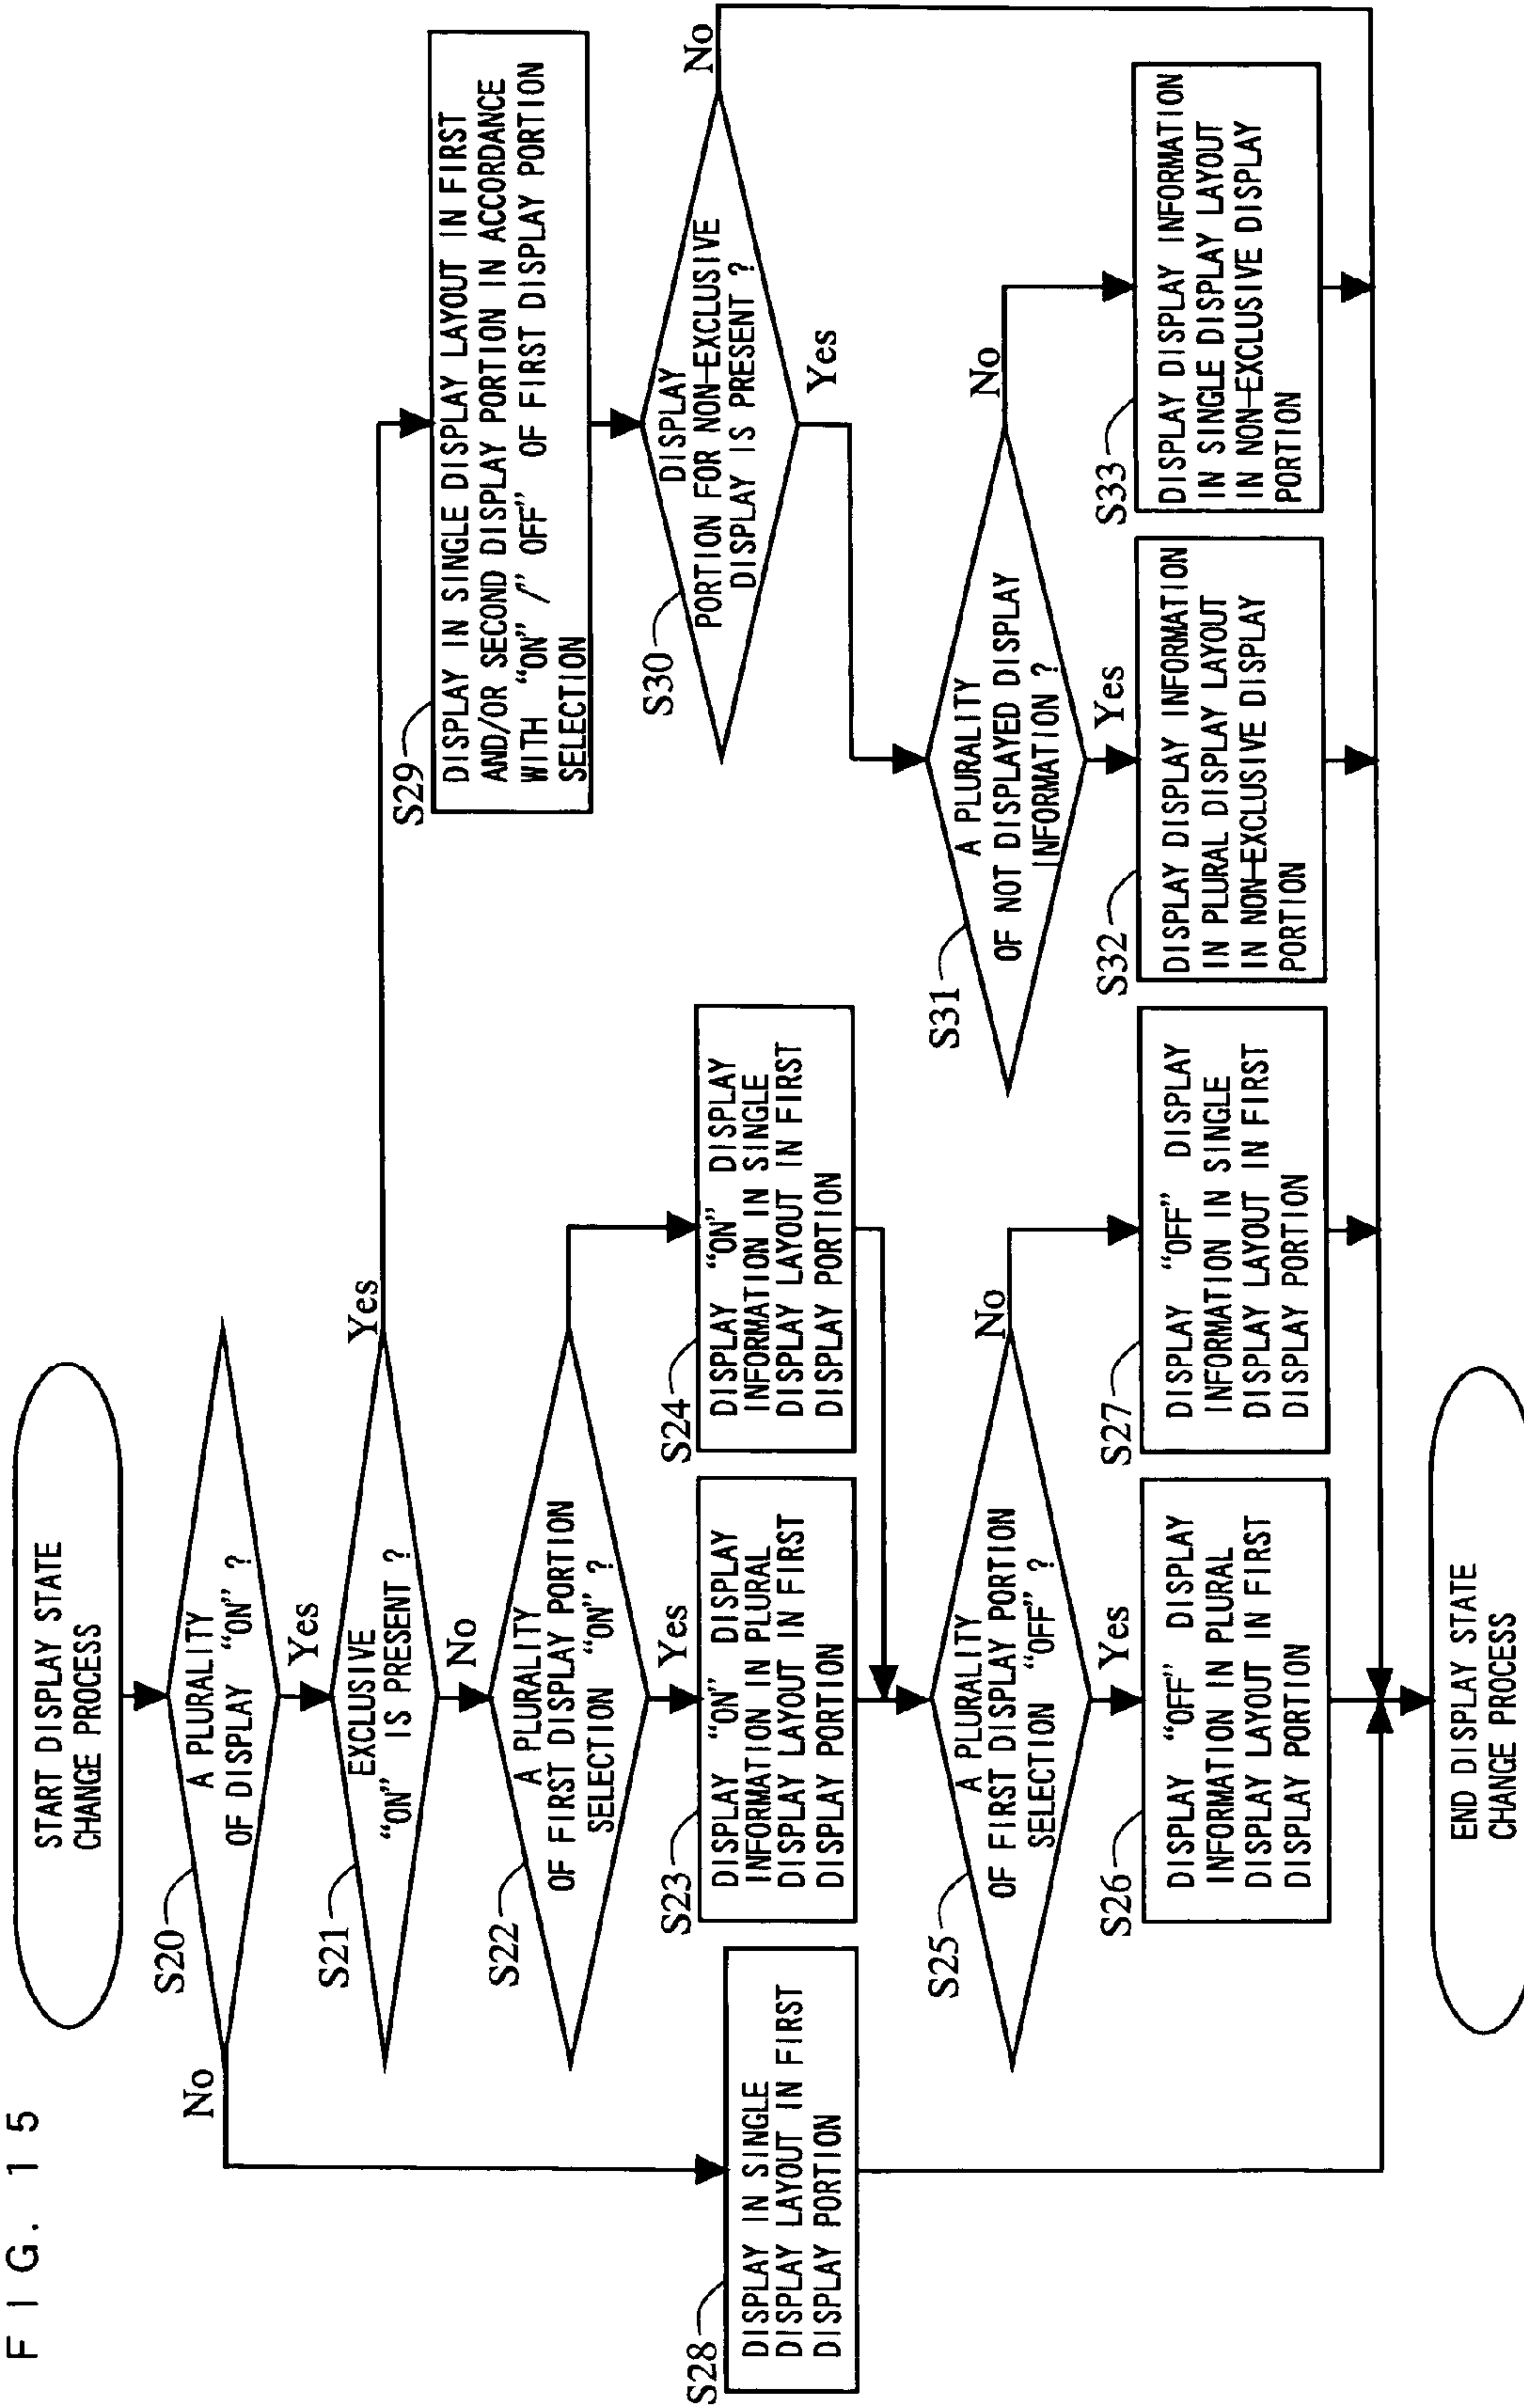 FIG. 15
START DISPLAY STATE
CHANGE PROCESS
S20
A PLURALITY
OF DISPLAY “ON” ?
No
Yes
S21
EXCLUSIVE
“ON” IS PRESENT ?
Yes
No
S22
A PLURALITY
OF FIRST DISPLAY PORTION
SELECTION “ON” ?
Yes
S23
DISPLAY “ON” DISPLAY
INFORMATION IN PLURAL
DISPLAY LAYOUT IN FIRST
DISPLAY PORTION
S24
DISPLAY “ON” DISPLAY
INFORMATION IN SINGLE
DISPLAY LAYOUT IN FIRST
DISPLAY PORTION
S25
A PLURALITY
OF FIRST DISPLAY PORTION
SELECTION “OFF” ?
No
Yes
S26
DISPLAY “OFF” DISPLAY
INFORMATION IN PLURAL
DISPLAY LAYOUT IN FIRST
DISPLAY PORTION
S27
DISPLAY “OFF” DISPLAY
INFORMATION IN SINGLE
DISPLAY LAYOUT IN FIRST
DISPLAY PORTION
S28
DISPLAY IN SINGLE
DISPLAY LAYOUT IN FIRST
DISPLAY PORTION
S29
DISPLAY IN SINGLE DISPLAY LAYOUT IN FIRST
AND/OR SECOND DISPLAY PORTION IN ACCORDANCE
WITH “ON” /” OFF” OF FIRST DISPLAY PORTION
SELECTION
S30
DISPLAY
PORTION FOR NON-EXCLUSIVE
DISPLAY IS PRESENT ?
No
Yes
S31
A PLURALITY
OF NOT DISPLAYED DISPLAY
INFORMATION ?
No
Yes
S32
DISPLAY DISPLAY INFORMATION
IN PLURAL DISPLAY LAYOUT
IN NON-EXCLUSIVE DISPLAY
PORTION
S33
DISPLAY DISPLAY INFORMATION
IN SINGLE DISPLAY LAYOUT
IN NON-EXCLUSIVE DISPLAY
PORTION
END DISPLAY STATE
CHANGE PROCESS